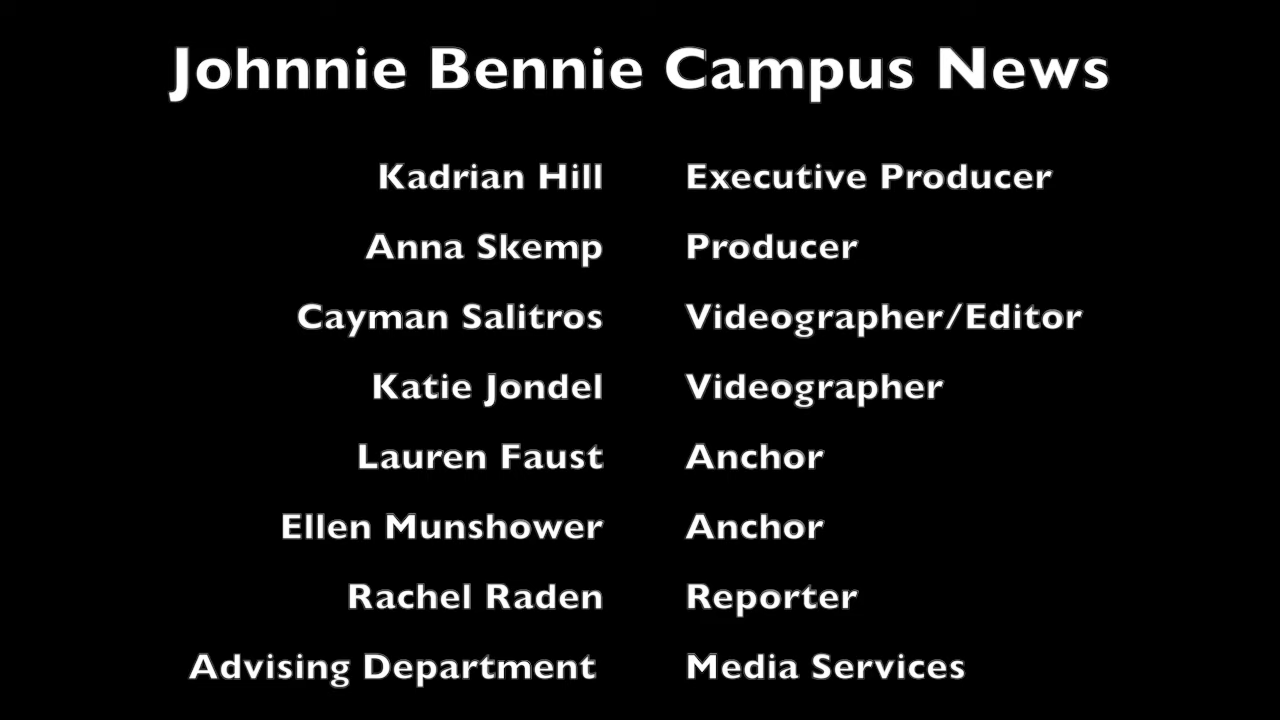 Johnnie Bennie Campus News
Kadrian Hill Executive Producer
Anna Skemp Producer
Cayman Salitros Videographer/Editor
Katie Jondel Videographer
Lauren Faust Anchor
Ellen Munshower Anchor
Rachel Raden Reporter
Advising Department Media Services